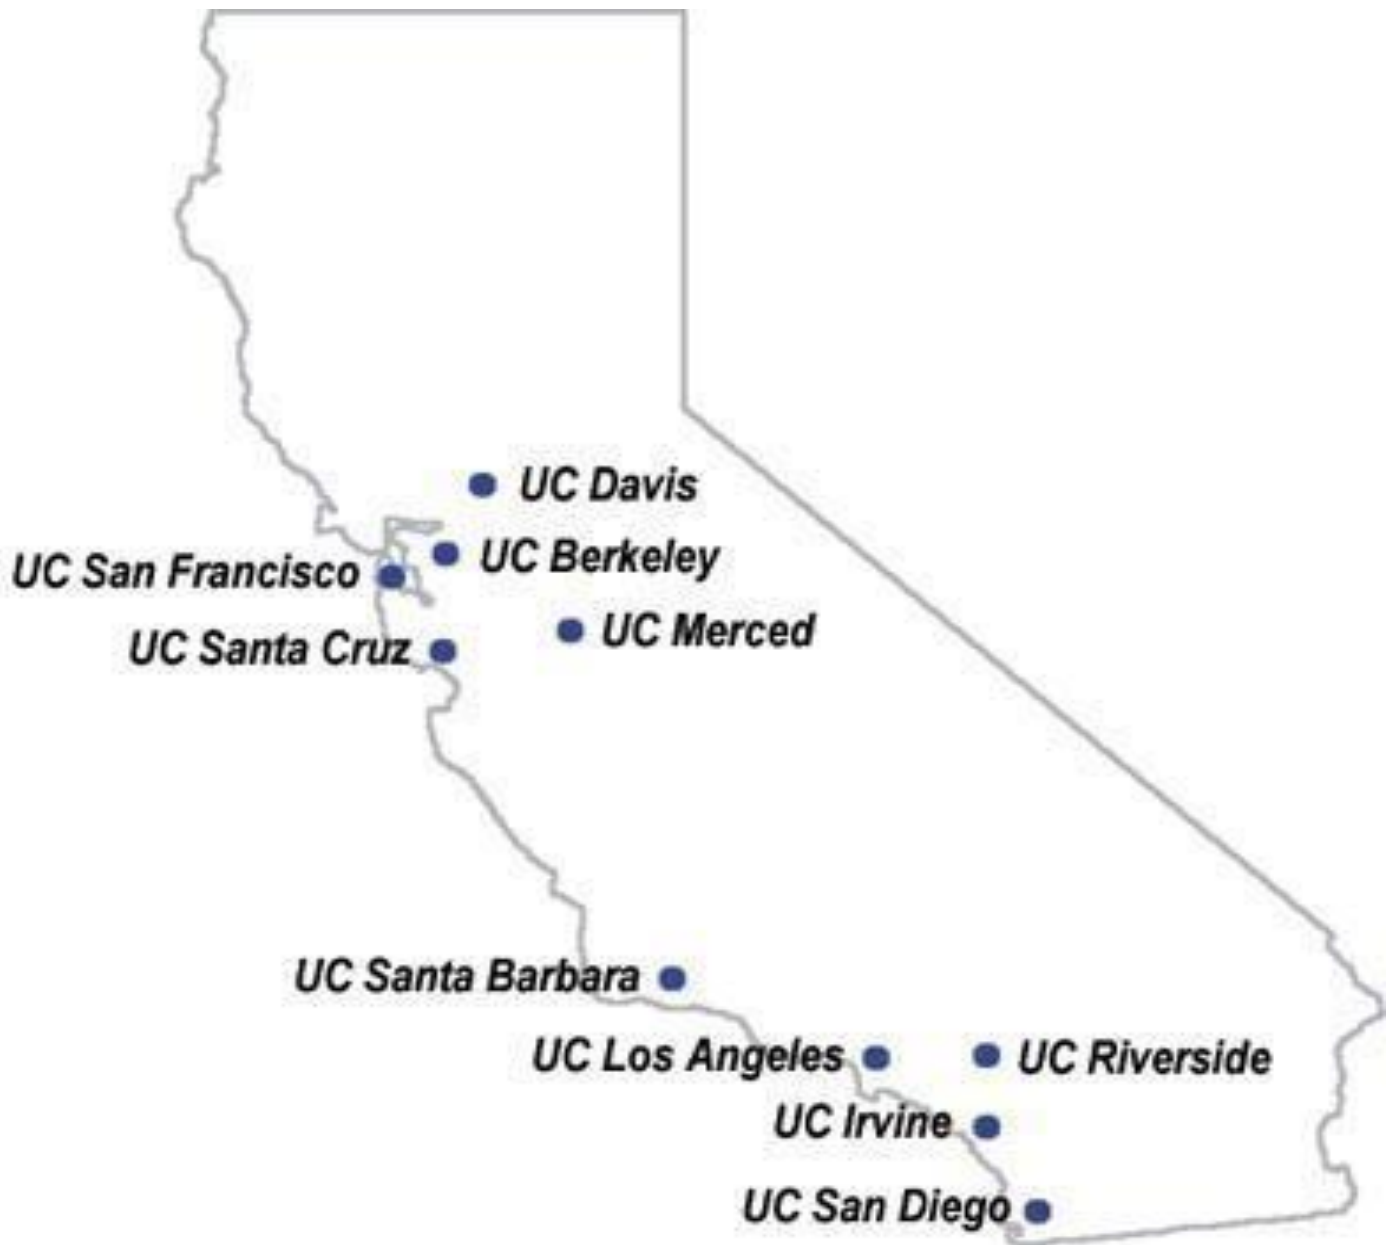 UC Davis
UC Berkeley
UC San Francisco
UC Merced
UC Santa Cruz
UC Santa Barbara
UC Los Angeles
UC Riverside
UC Irvine
UC San Diego